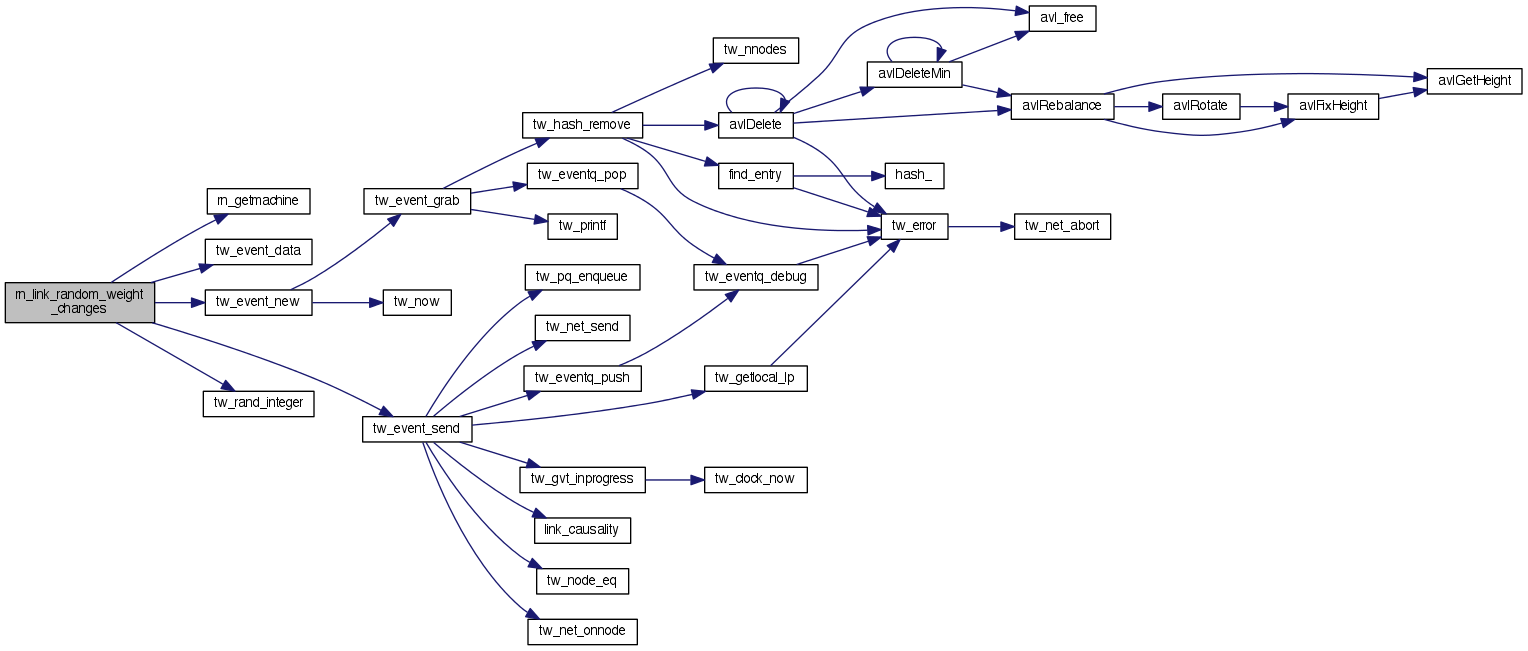 avl_free
tw_nnodes
avlDeleteMin
avlGetHeight
avlRebalance
avlRotate
avlFixHeight
tw_hash_remove
avlDelete
tw_eventq_pop
find_entry
hash_
rn_getmachine
tw_event_grab
tw_printf
tw_error
tw_net_abort
tw_event_data
tw_pq_enqueue
tw_eventq_debug
rn_link_random_weight
_changes
tw_event_new
tw_now
tw_net_send
tw_eventq_push
tw_getlocal_lp
tw_rand_integer
tw_event_send
tw_gvt_inprogress
tw_clock_now
link_causality
tw_node_eq
tw_net_onnode